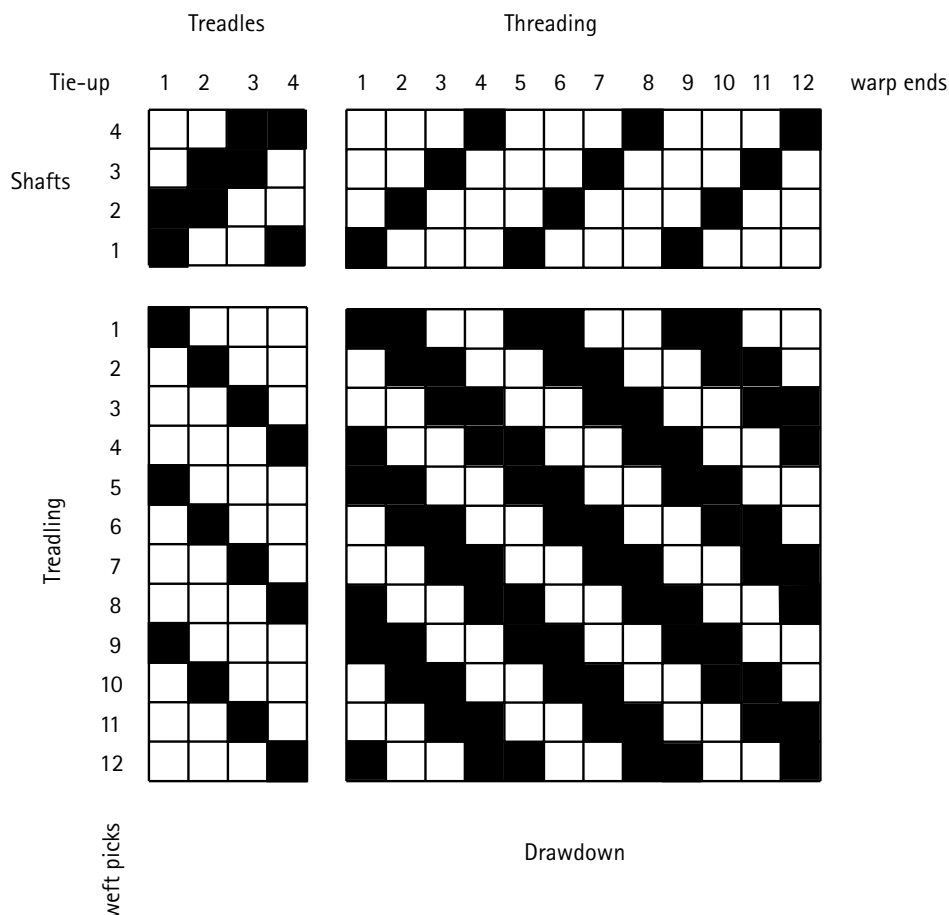 Treadles Threading
Tie-up 1 2 3 4 1 2 3 4 5 6 7 8 9 10 11 12 warp ends
4
3
Shafts
2
1
1
2
3
4
5
6
Treadling
7
8
9
10
11
12
weft picks
Drawdown